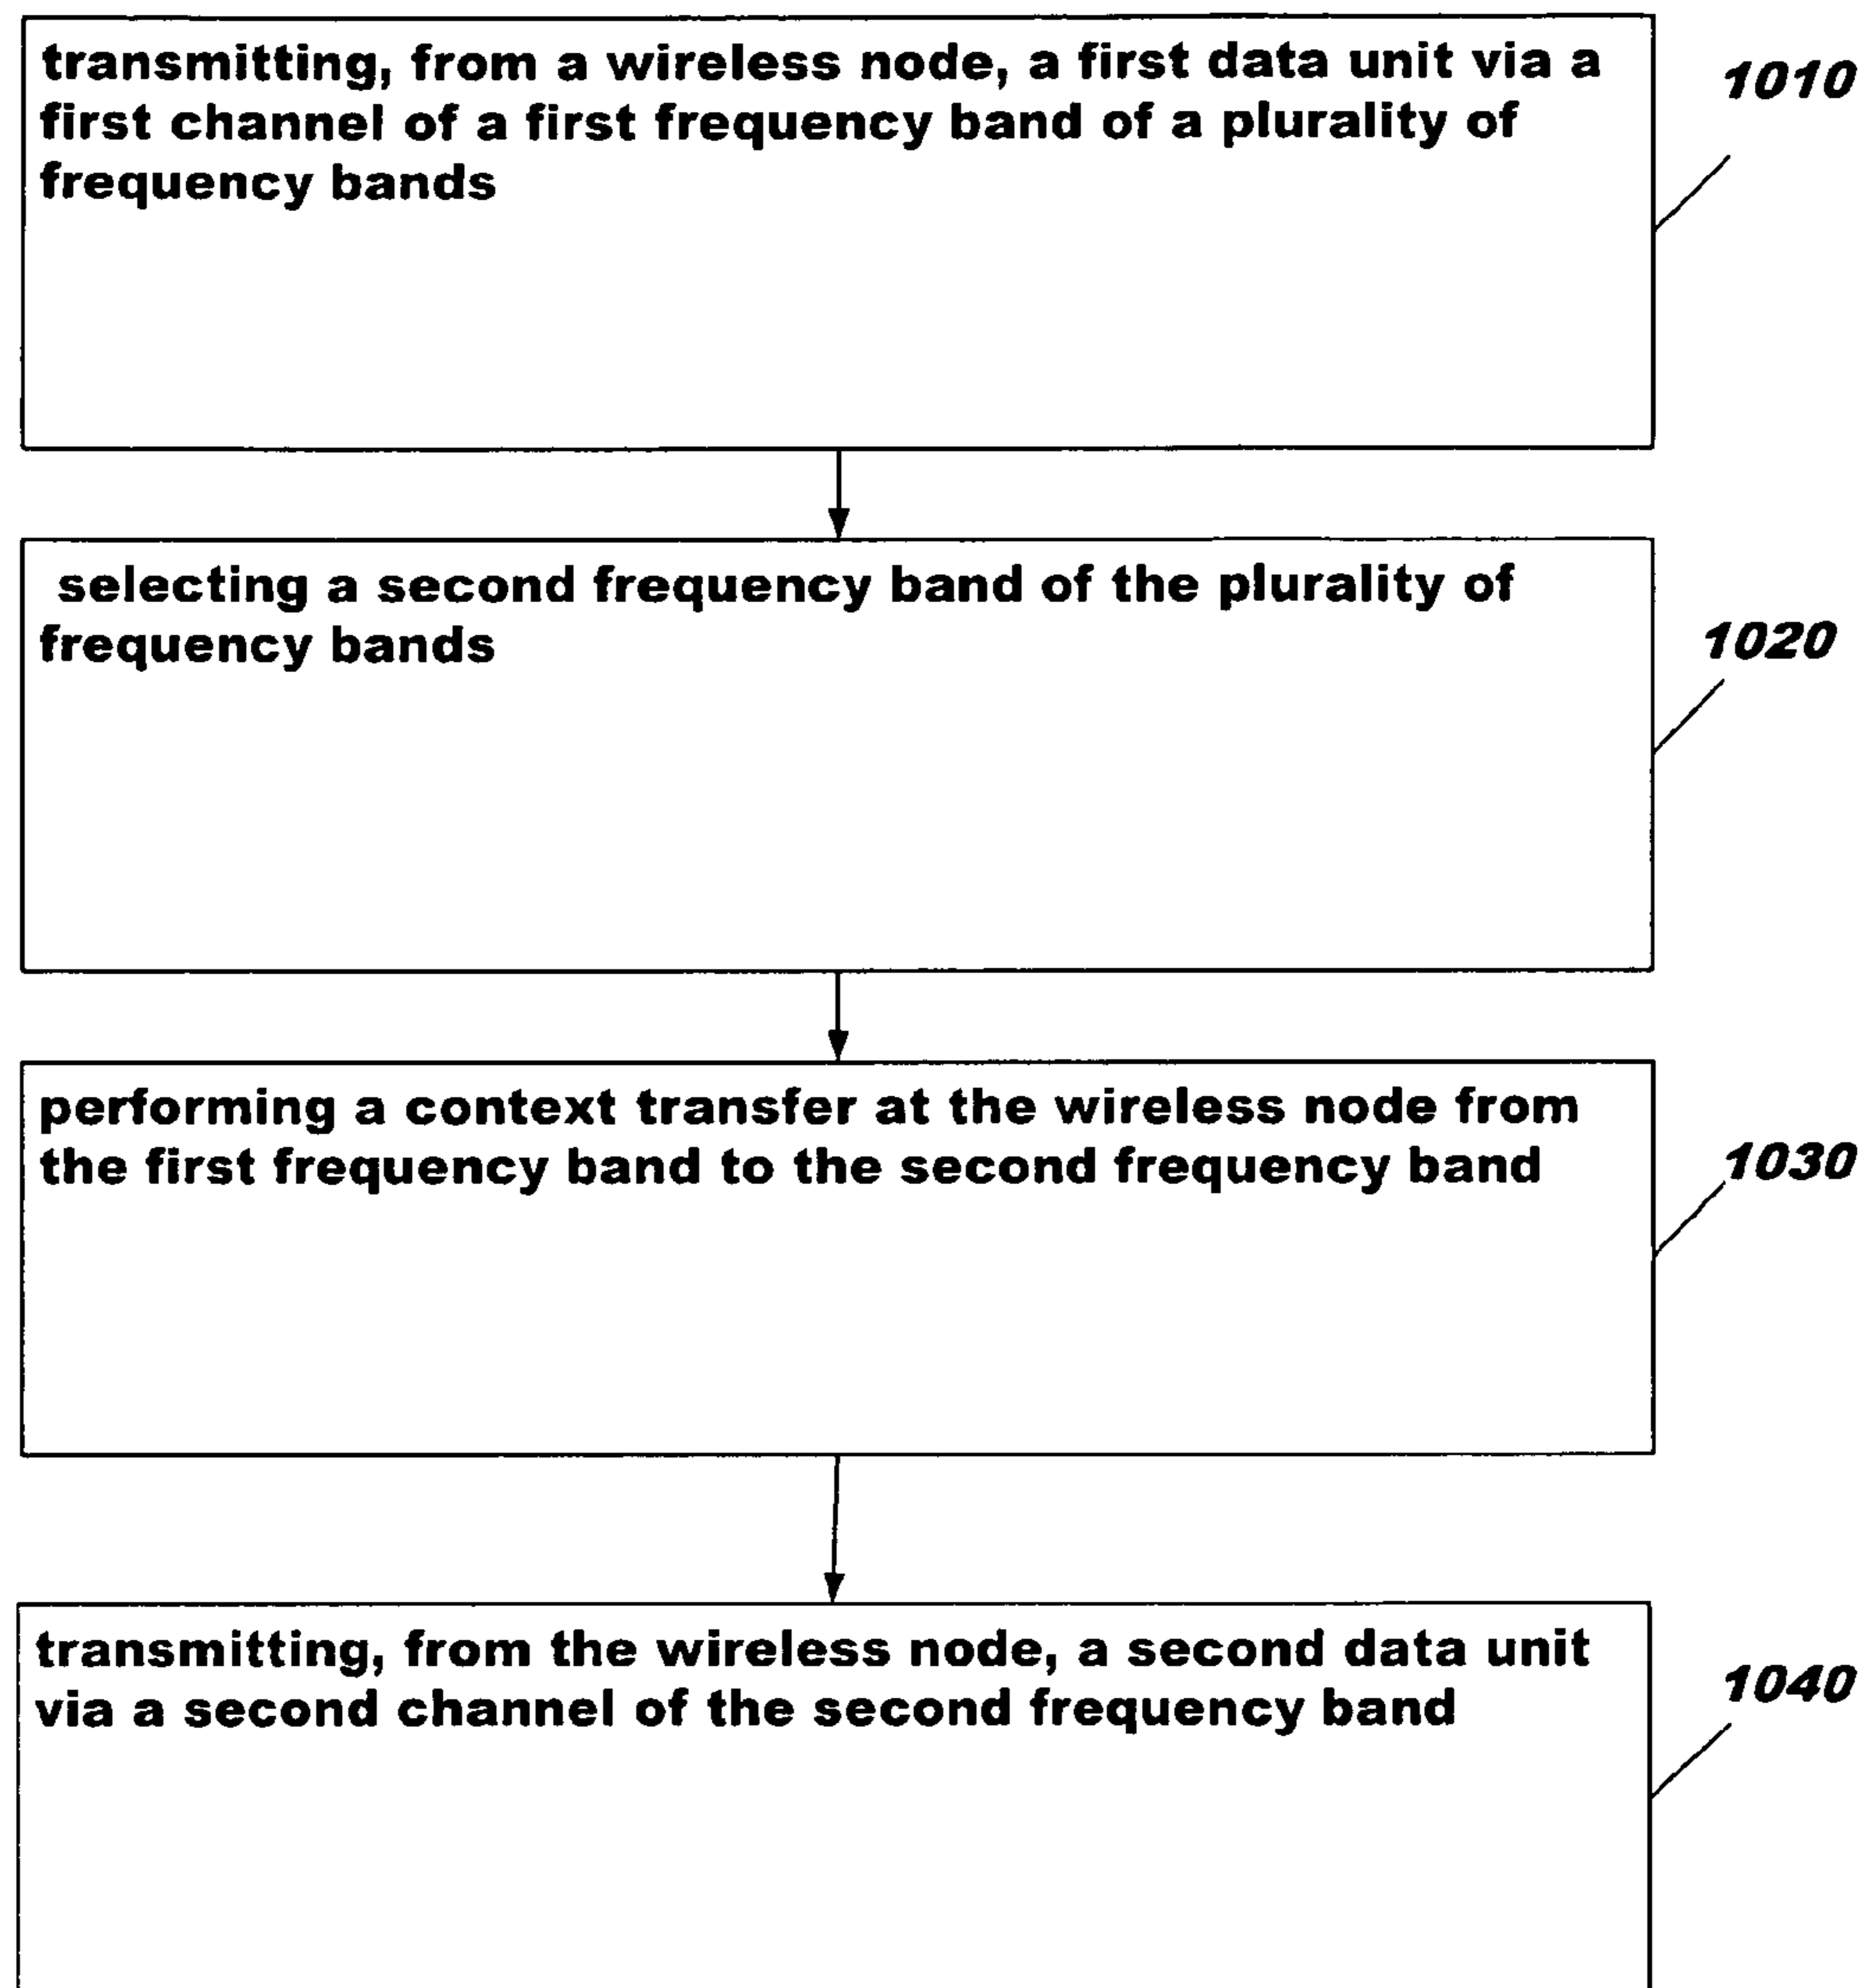 transmitting, from a wireless node, a first data unit via a
first channel of a first frequency band of a plurality of
frequency bands
1010
selecting a second frequency band of the plurality of
frequency bands
1020
performing a context transfer at the wireless node from
the first frequency band to the second frequency band
1030
transmitting, from the wireless node, a second data unit
via a second channel of the second frequency band
1040